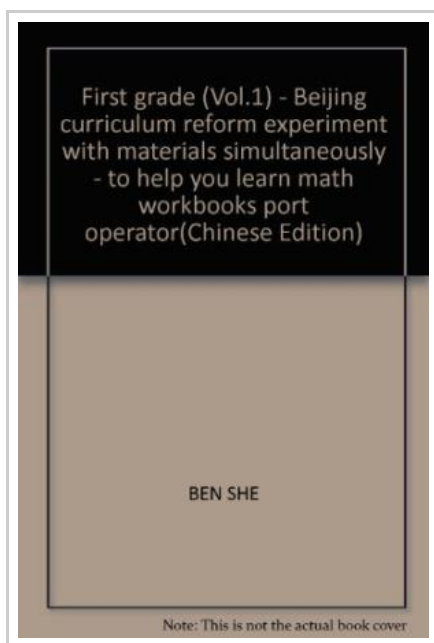 First grade (Vol.1) - Beijing
curriculum reform experiment
with materials simultaneously
- to help you learn math
workbooks port
operator(Chinese Edition)
BEN SHE
Note: This is not the actual book cover